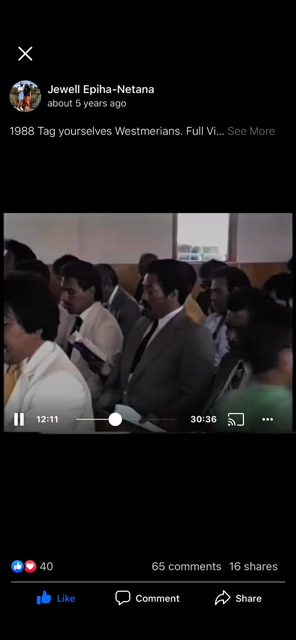 Jewell Epiha-Netana
about 5 years ago
1988 Tag yourselves Westmerians. Full Vi... See More
12:11 30:36
40 65 comments 16 shares
Like Comment Share